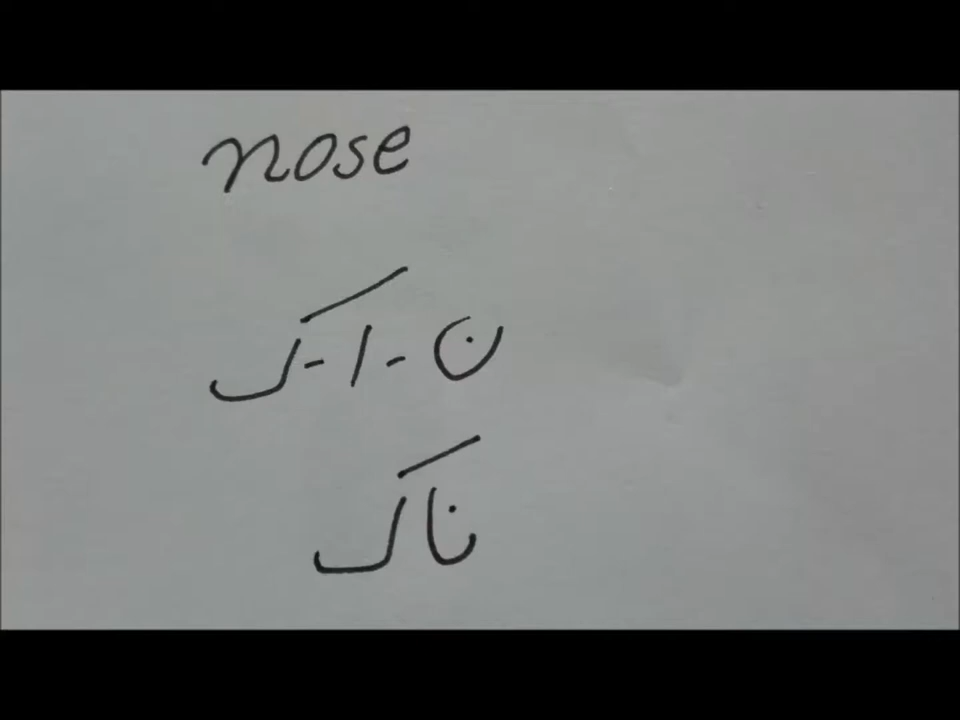 nose
ن - ا - ک
ناک